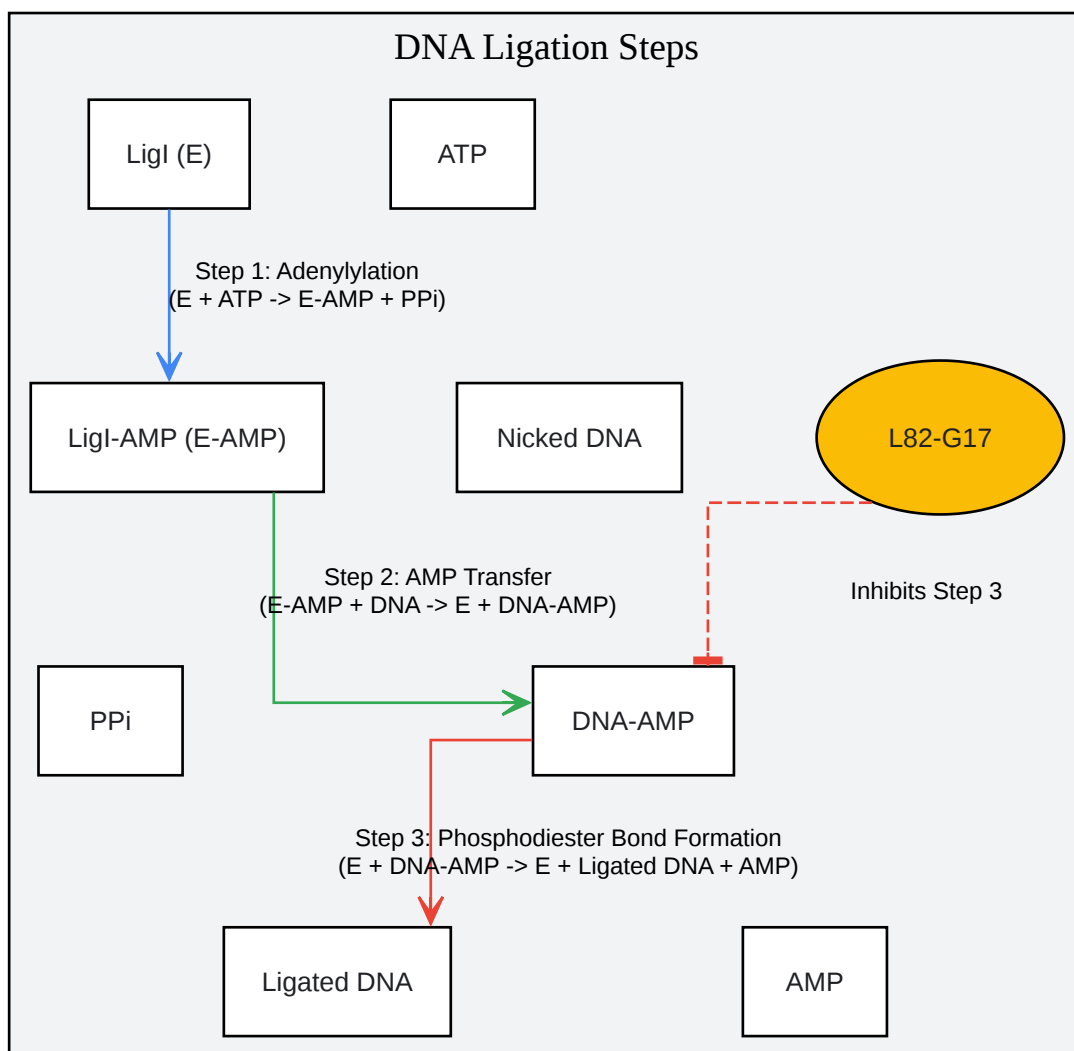 DNA Ligation Steps
LigI (E)
ATP
Step 1: Adenylylation
(E + ATP -> E-AMP + PPi)
LigI-AMP (E-AMP)
Nicked DNA
L82-G17
Step 2: AMP Transfer
(E-AMP + DNA -> E + DNA-AMP)
Inhibits Step 3
PPi
DNA-AMP
Step 3: Phosphodiester Bond Formation
(E + DNA-AMP -> E + Ligated DNA + AMP)
Ligated DNA
AMP